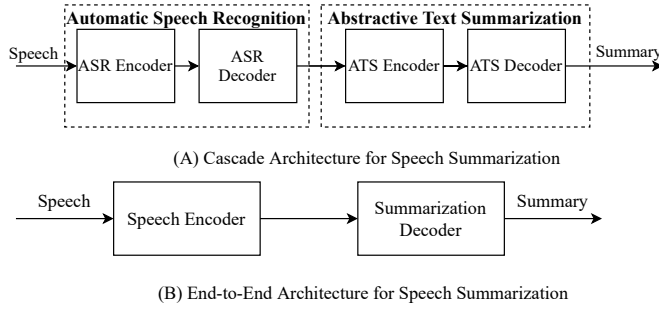 Automatic Speech Recognition Abstractive Text Summarization
Speech ASR Encoder ASR Decoder ATS Encoder ATS Decoder Summary
(A) Cascade Architecture for Speech Summarization
Speech Speech Encoder Summarization Decoder Summary
(B) End-to-End Architecture for Speech Summarization